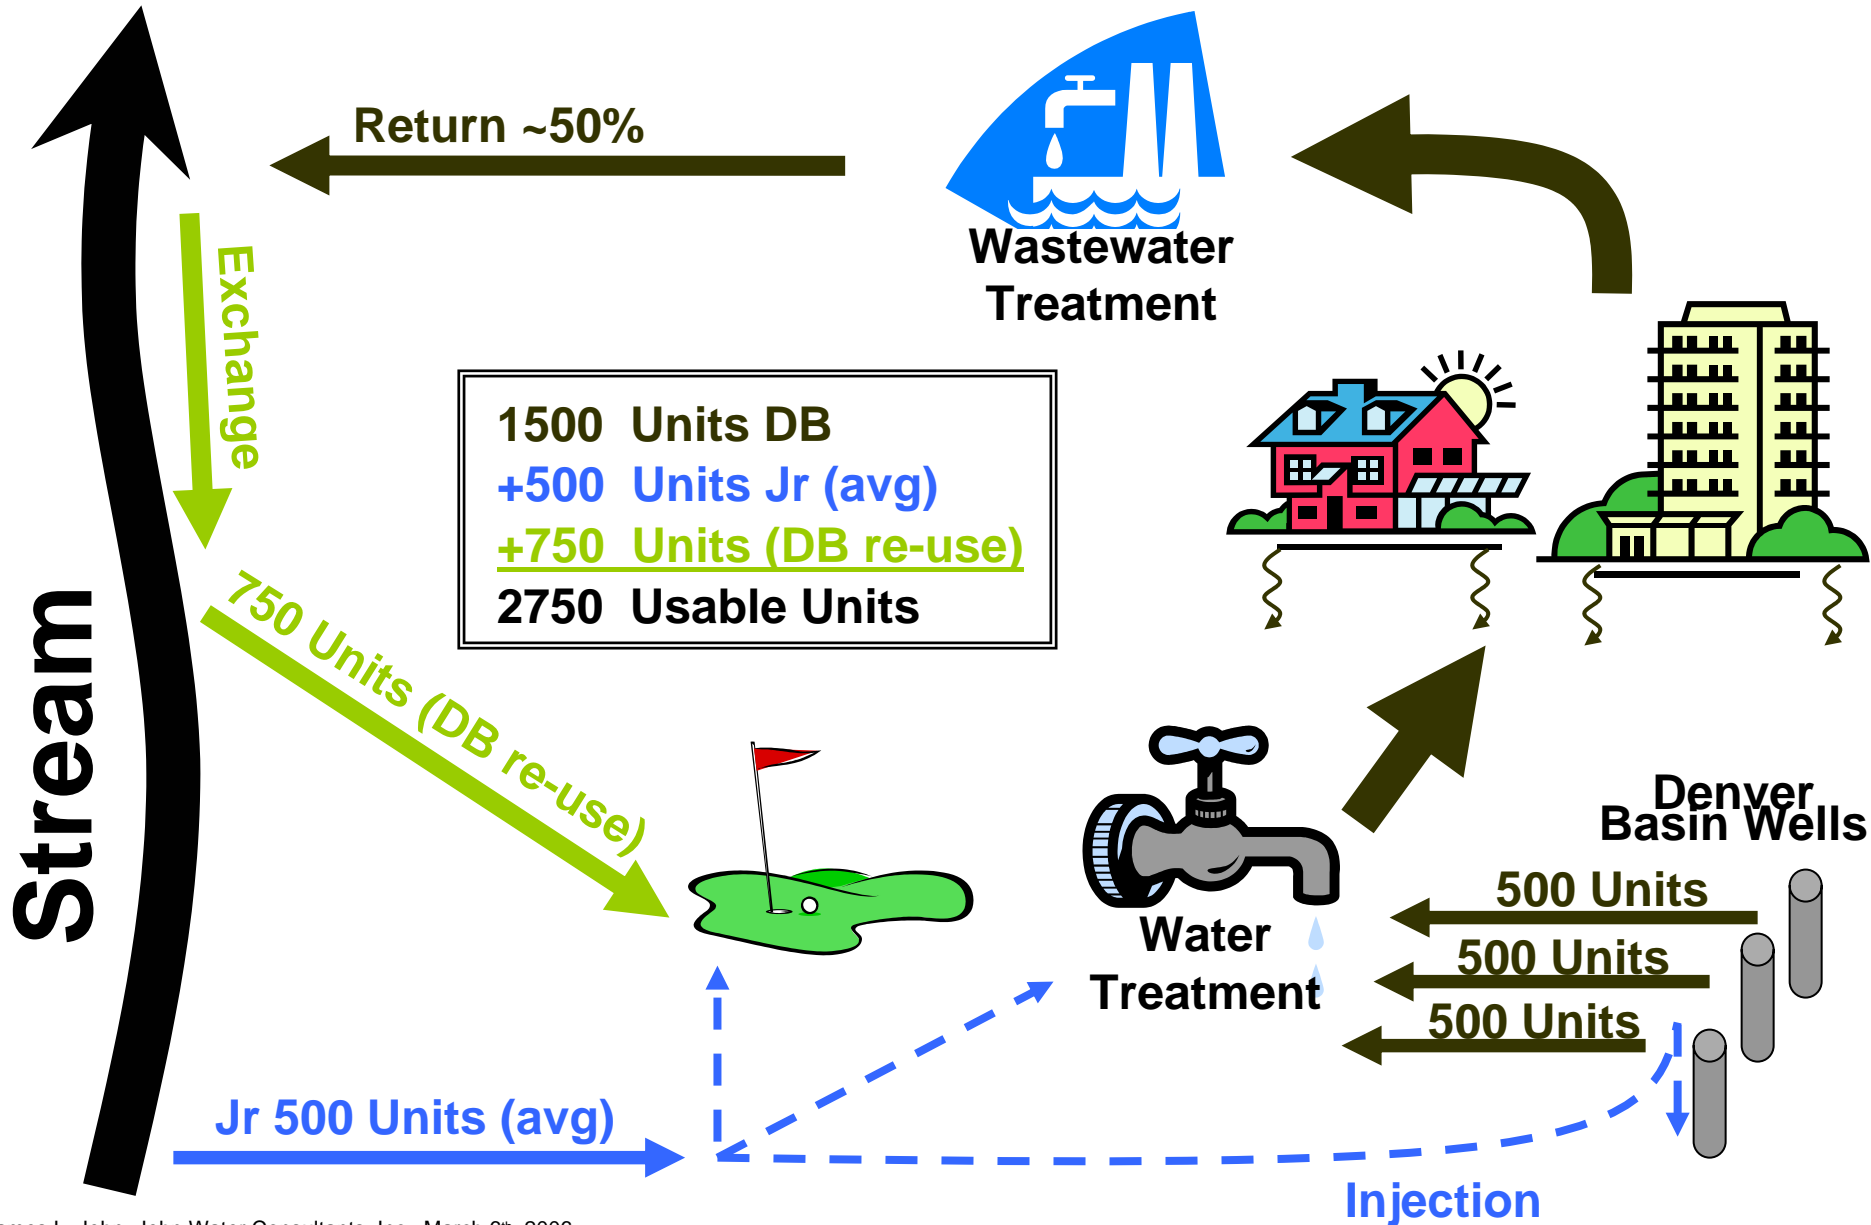 Return ~50%
Wastewater
Treatment
Exchange
1500 Units DB
+500 Units Jr (avg)
+750 Units (DB re-use)
2750 Usable Units
Stream
750 Units (DB re-use)
Denver
Basin Wells
500 Units
500 Units
500 Units
Water
Treatment
Jr 500 Units (avg)
Injection